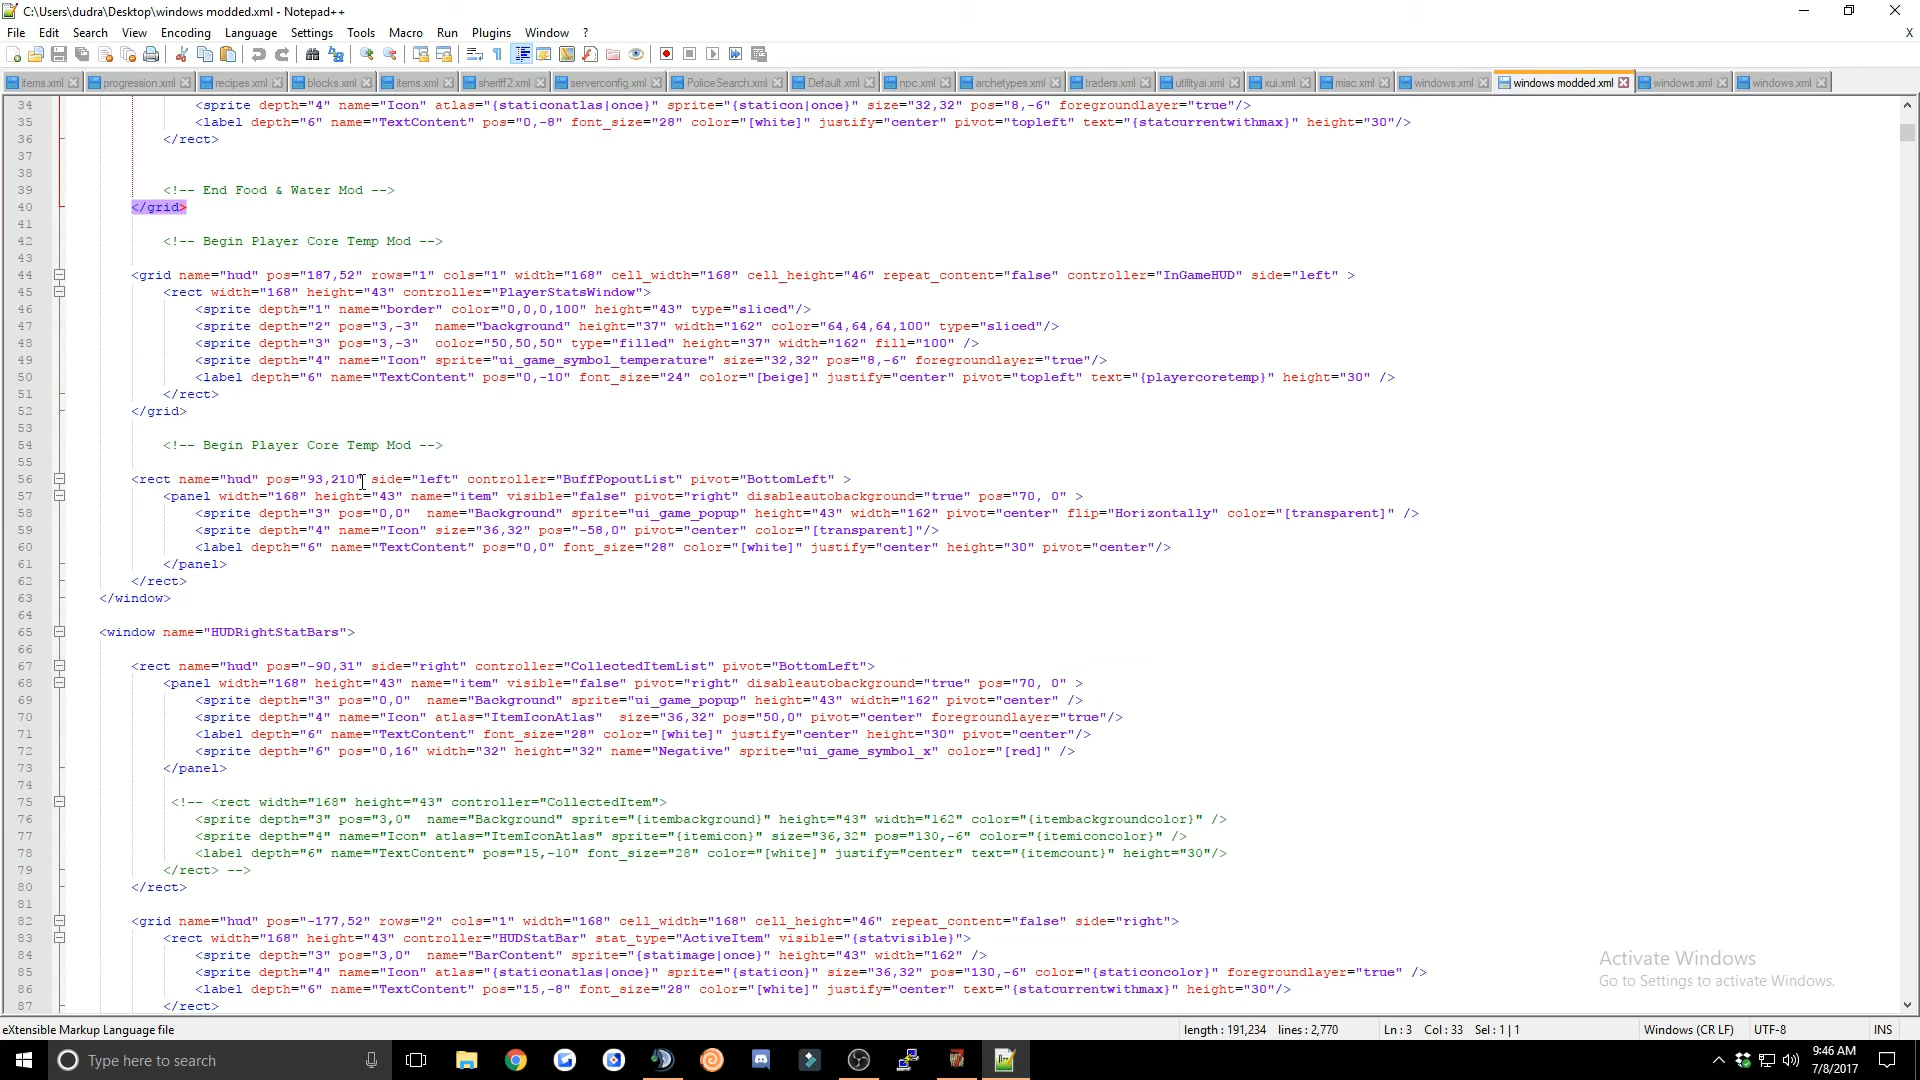 C:\Users\dudra\Desktop\windows modded.xml - Notepad++
File Edit Search View Encoding Language Settings Tools Macro Run Plugins Window ? X
items.xml progression.xml recipes.xml blocks.xml items.xml sheriff2.xml serverconfig.xml PoliceSearch.xml Default.xml npc.xml archetypes.xml traders.xml utilityai.xml xui.xml misc.xml windows.xml windows modded.xml windows.xml windows.xml
34 <sprite depth="4" name="Icon" atlas="{staticonatlas|once}" sprite="{staticon|once}" size="32,32" pos="8,-6" foregroundlayer="true"/>
35 <label depth="6" name="TextContent" pos="0,-8" font_size="28" color="[white]" justify="center" pivot="topleft" text="{statcurrentwithmax}" height="30"/>
36 </rect>
37
38
39 <!-- End Food & Water Mod -->
40 </grid>
41
42 <!-- Begin Player Core Temp Mod -->
43
44 <grid name="hud" pos="187,52" rows="1" cols="1" width="168" cell_width="168" cell_height="46" repeat_content="false" controller="InGameHUD" side="left" >
45 <rect width="168" height="43" controller="PlayerStatsWindow">
46 <sprite depth="1" name="border" color="0,0,0,100" height="43" type="sliced"/>
47 <sprite depth="2" pos="3,-3"  name="background" height="37" width="162" color="64,64,64,100" type="sliced"/>
48 <sprite depth="3" pos="3,-3"  color="50,50,50" type="filled" height="37" width="162" fill="100" />
49 <sprite depth="4" name="Icon" sprite="ui_game_symbol_temperature" size="32,32" pos="8,-6" foregroundlayer="true"/>
50 <label depth="6" name="TextContent" pos="0,-10" font_size="24" color="[beige]" justify="center" pivot="topleft" text="{playercoretemp}" height="30" />
51 </rect>
52 </grid>
53
54 <!-- Begin Player Core Temp Mod -->
55
56 <rect name="hud" pos="93,210" side="left" controller="BuffPopoutList" pivot="BottomLeft" >
57 <panel width="168" height="43" name="item" visible="false" pivot="right" disableautobackground="true" pos="70, 0" >
58 <sprite depth="3" pos="0,0"  name="Background" sprite="ui_game_popup" height="43" width="162" pivot="center" flip="Horizontally" color="[transparent]" />
59 <sprite depth="4" name="Icon" size="36,32" pos="-58,0" pivot="center" color="[transparent]"/>
60 <label depth="6" name="TextContent" pos="0,0" font_size="28" color="[white]" justify="center" height="30" pivot="center"/>
61 </panel>
62 </rect>
63 </window>
64
65 <window name="HUDRightStatBars">
66
67 <rect name="hud" pos="-90,31" side="right" controller="CollectedItemList" pivot="BottomLeft">
68 <panel width="168" height="43" name="item" visible="false" pivot="right" disableautobackground="true" pos="70, 0" >
69 <sprite depth="3" pos="0,0"  name="Background" sprite="ui_game_popup" height="43" width="162" pivot="center" />
70 <sprite depth="4" name="Icon" atlas="ItemIconAtlas"  size="36,32" pos="50,0" pivot="center" foregroundlayer="true"/>
71 <label depth="6" name="TextContent" font_size="28" color="[white]" justify="center" height="30" pivot="center"/>
72 <sprite depth="6" pos="0,16" width="32" height="32" name="Negative" sprite="ui_game_symbol_x" color="[red]" />
73 </panel>
74
75 <!-- <rect width="168" height="43" controller="CollectedItem">
76 <sprite depth="3" pos="3,0"  name="Background" sprite="{itembackground}" height="43" width="162" color="{itembackgroundcolor}" />
77 <sprite depth="4" name="Icon" atlas="ItemIconAtlas" sprite="{itemicon}" size="36,32" pos="130,-6" color="{itemiconcolor}" />
78 <label depth="6" name="TextContent" pos="15,-10" font_size="28" color="[white]" justify="center" text="{itemcount}" height="30"/>
79 </rect> -->
80 </rect>
81
82 <grid name="hud" pos="-177,52" rows="2" cols="1" width="168" cell_width="168" cell_height="46" repeat_content="false" side="right">
83 <rect width="168" height="43" controller="HUDStatBar" stat_type="ActiveItem" visible="{statvisible}">
84 <sprite depth="3" pos="3,0"  name="BarContent" sprite="{statimage|once}" height="43" width="162" />
85 <sprite depth="4" name="Icon" atlas="{staticonatlas|once}" sprite="{staticon}" size="36,32" pos="130,-6" color="{staticoncolor}" foregroundlayer="true" />
86 <label depth="6" name="TextContent" pos="15,-8" font_size="28" color="[white]" justify="center" text="{statcurrentwithmax}" height="30"/>
87 </rect>
Activate Windows
Go to Settings to activate Windows.
eXtensible Markup Language file length : 191,234 lines : 2,770 Ln : 3 Col : 33 Sel : 1 | 1 Windows (CR LF) UTF-8 INS
Type here to search
9:46 AM
7/8/2017